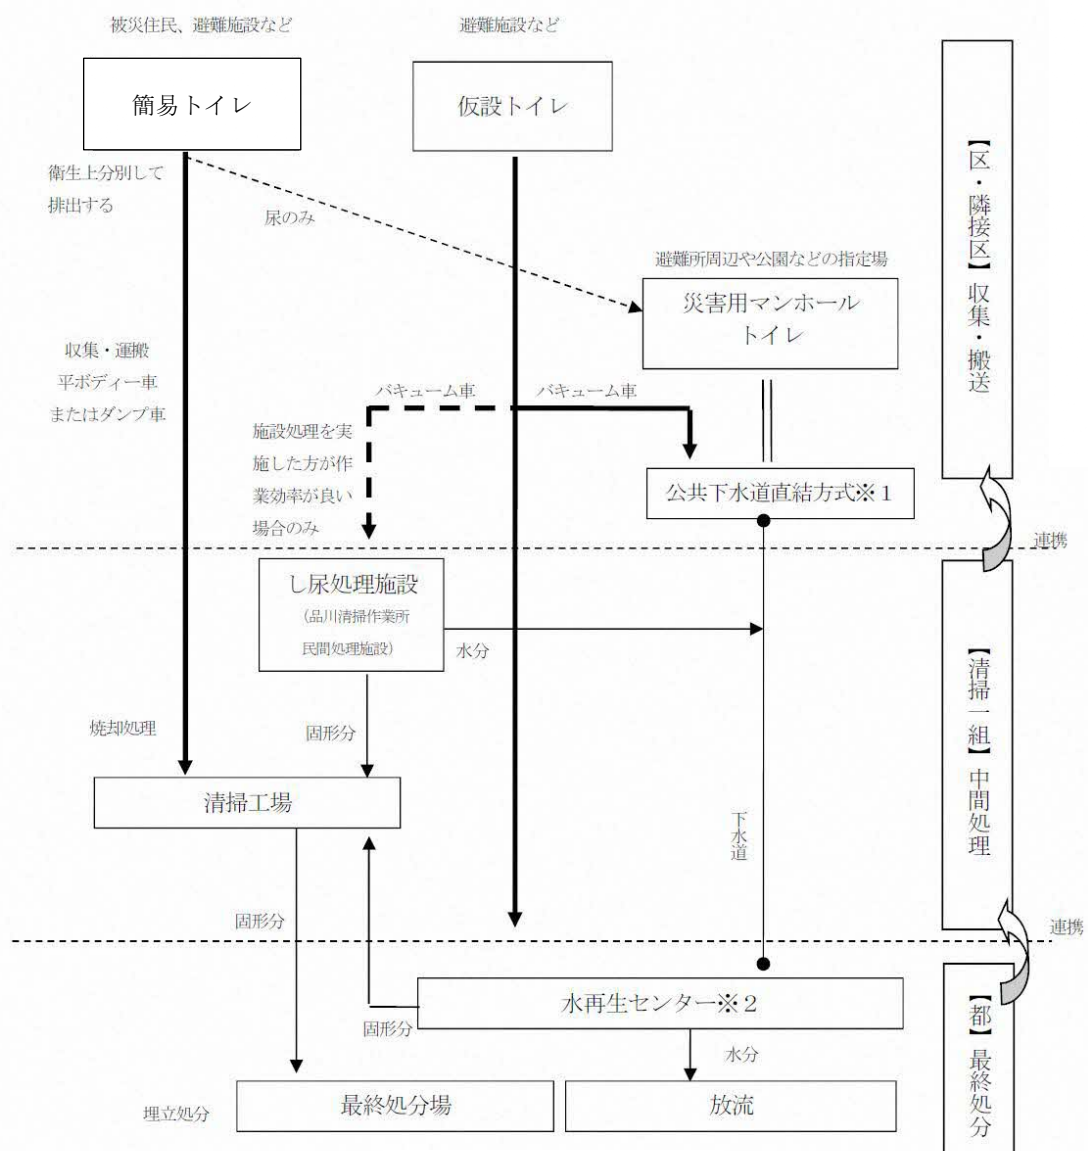 被災住民、避難施設など
避難施設など
簡易トイレ
仮設トイレ
衛生上分別して
排出する
尿のみ
避難所周辺や公園などの指定場
災害用マンホール
トイレ
収集・運搬
平ボディー車
またはダンプ車
バキューム車
バキューム車
施設処理を実
施した方が作
業効率が良い
場合のみ
公共下水道直結方式※1
【区・隣接区】収集・搬送
連携
し尿処理施設
(品川清掃作業所
民間処理施設)
水分
焼却処理
固形分
清掃工場
下水道
【清掃一組】中間処理
固形分
連携
水再生センター※2
固形分
水分
埋立処分
最終処分場
放流
【都】最終処分